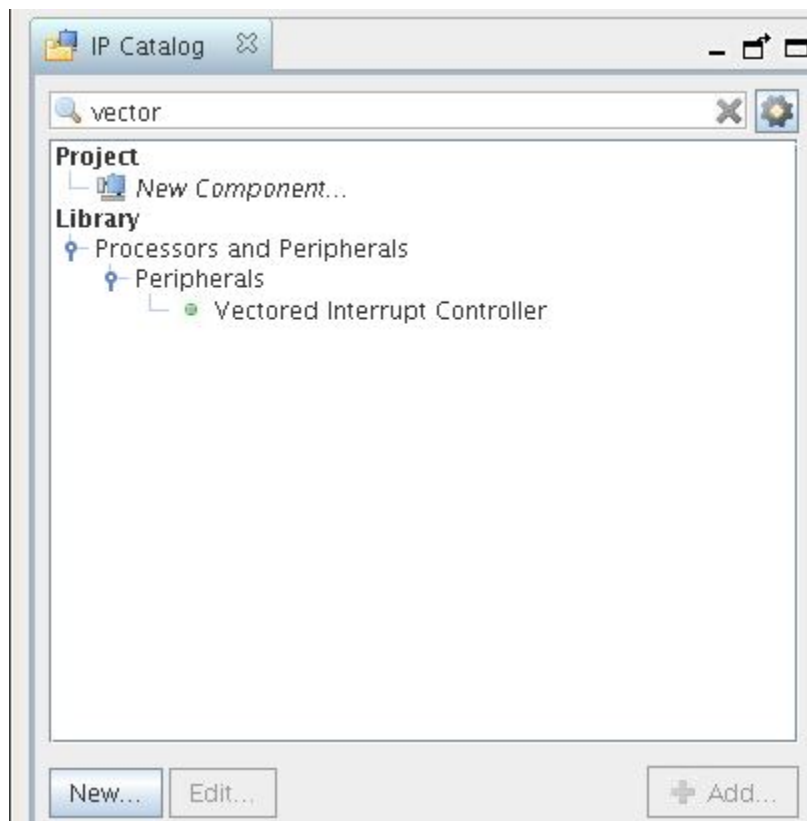 IP Catalog
vector
Project
New Component...
Library
Processors and Peripherals
Peripherals
Vectored Interrupt Controller
New... Edit... Add...